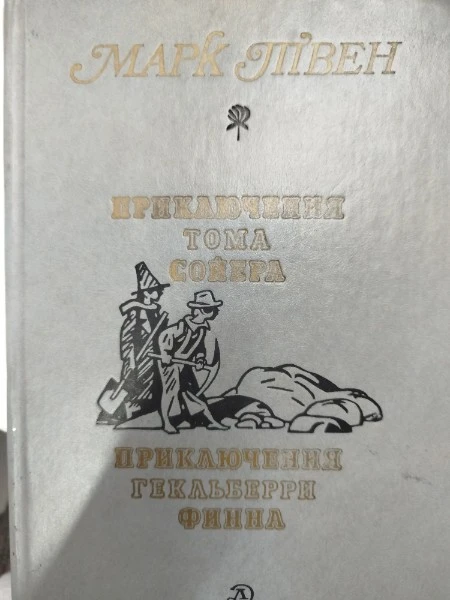 МАРК ТВЕН
ПРИКЛЮЧЕНИЯ
ТОМА
СОЙЕРА
ПРИКЛЮЧЕНИЯ
ГЕКЛЬБЕРРИ
ФИННА